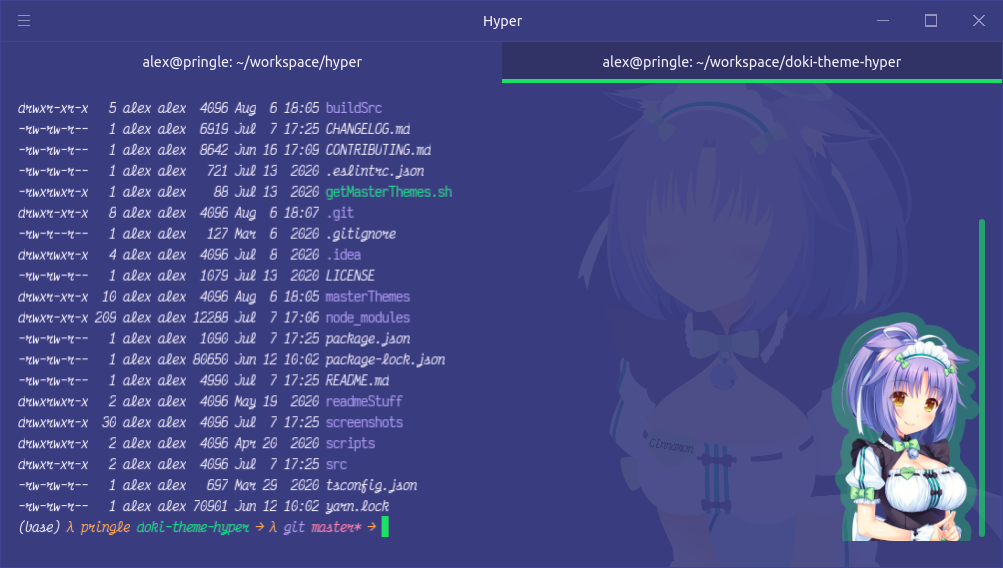 Hyper
alex@pringle: ~/workspace/hyper
alex@pringle: ~/workspace/doki-theme-hyper
drwxr-xr-x 5 alex alex 4096 Aug 6 18:05 buildSrc
-rw-rw-r-- 1 alex alex 6919 Jul 7 17:25 CHANGELOG.md
-rw-rw-r-- 1 alex alex 8642 Jun 16 17:09 CONTRIBUTING.md
-rw-rw-r-- 1 alex alex 721 Jul 13 2020 .eslintrc.json
-rwxrwxr-x 1 alex alex 88 Jul 13 2020 getMasterThemes.sh
drwxr-xr-x 8 alex alex 4096 Aug 6 18:07 .git
-rw-r--r-- 1 alex alex 127 Mar 6 2020 .gitignore
drwxr-xr-x 4 alex alex 4096 Jul 8 2020 .idea
-rw-rw-r-- 1 alex alex 1079 Jul 13 2020 LICENSE
drwxr-xr-x 10 alex alex 4096 Aug 6 18:05 masterThemes
drwxr-xr-x 209 alex alex 12288 Jul 7 17:06 node_modules
-rw-rw-r-- 1 alex alex 1090 Jul 7 17:25 package.json
-rw-rw-r-- 1 alex alex 80650 Jun 12 10:02 package-lock.json
-rw-rw-r-- 1 alex alex 4990 Jul 7 17:25 README.md
drwxrwxr-x 2 alex alex 4096 May 19 2020 readmeStuff
drwxrwxr-x 30 alex alex 4096 Jul 7 17:25 screenshots
drwxr-xr-x 2 alex alex 4096 Apr 20 2020 scripts
drwxr-xr-x 2 alex alex 4096 Jul 7 17:25 src
-rw-rw-r-- 1 alex alex 697 Mar 29 2020 tsconfig.json
-rw-rw-r-- 1 alex alex 70901 Jun 12 10:02 yarn.lock
(base) λ pringle doki-theme-hyper → λ git master* →
Cinnamon